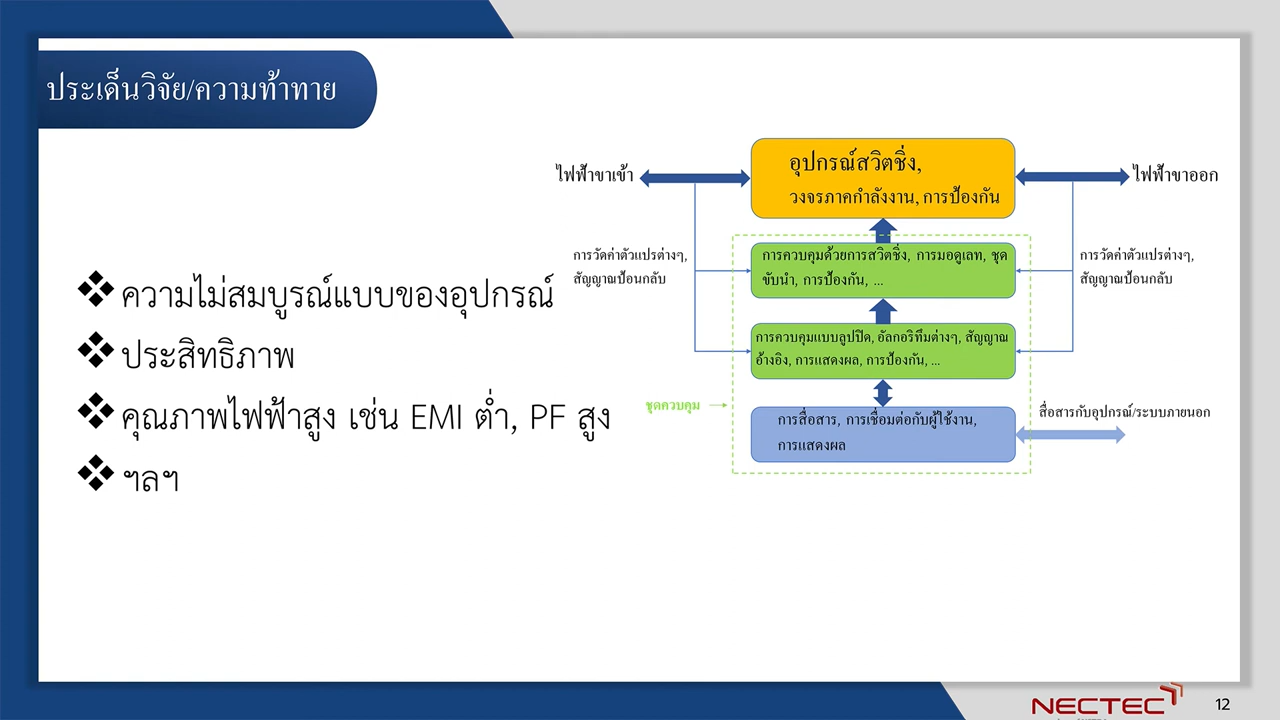 ประเด็นวิจัย/ความท้าทาย
ความไม่สมบูรณ์แบบของอุปกรณ์
ประสิทธิภาพ
คุณภาพไฟฟ้าสูง เช่น EMI ต่ำ, PF สูง
ฯลฯ
ไฟฟ้าขาเข้า
อุปกรณ์สวิตชิ่ง,
วงจรภาคกำลังงาน, การป้องกัน
ไฟฟ้าขาออก
การวัดค่าตัวแปรต่างๆ,
สัญญาณป้อนกลับ
การควบคุมด้วยการสวิตชิ่ง, การมอดูเลท, ชุด
ขับนำ, การป้องกัน, ...
การวัดค่าตัวแปรต่างๆ,
สัญญาณป้อนกลับ
การควบคุมแบบลูปปิด, อัลกอริทึมต่างๆ, สัญญาณ
อ้างอิง, การแสดงผล, การป้องกัน, ...
ชุดควบคุม
การสื่อสาร, การเชื่อมต่อกับผู้ใช้งาน,
การแสดงผล
สื่อสารกับอุปกรณ์/ระบบภายนอก
NECTEC
12